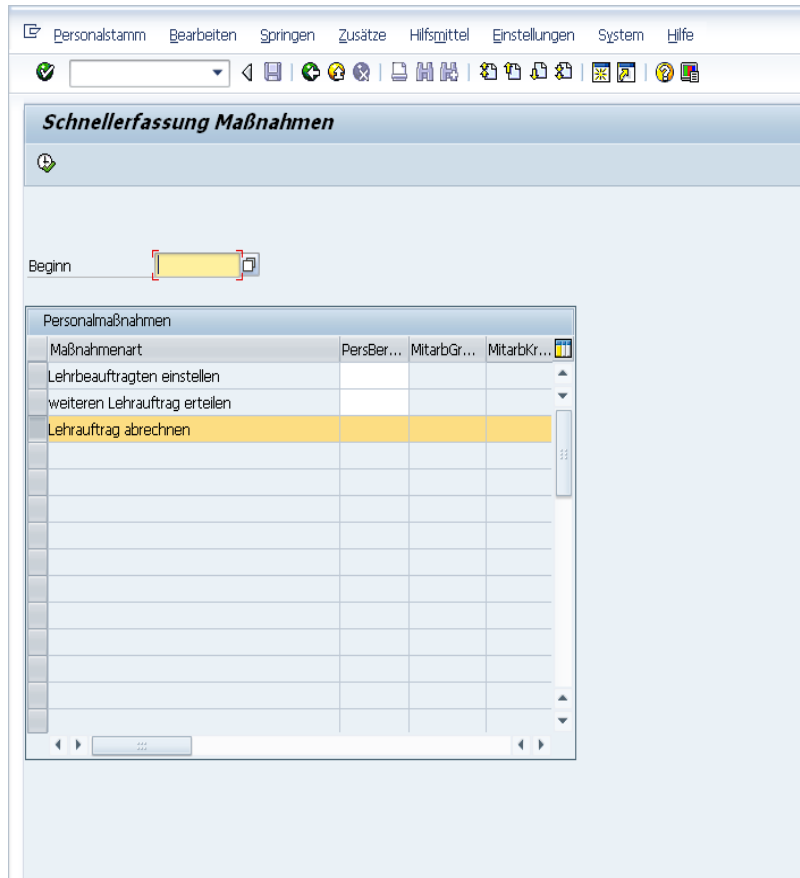 Personalstamm Bearbeiten Springen Zusätze Hilfsmittel Einstellungen System Hilfe
Schnellerfassung Maßnahmen
Beginn
Personalmaßnahmen
Maßnahmenart PersBer... MitarbGr... MitarbKr...
Lehrbeauftragten einstellen
weiteren Lehrauftrag erteilen
Lehrauftrag abrechnen